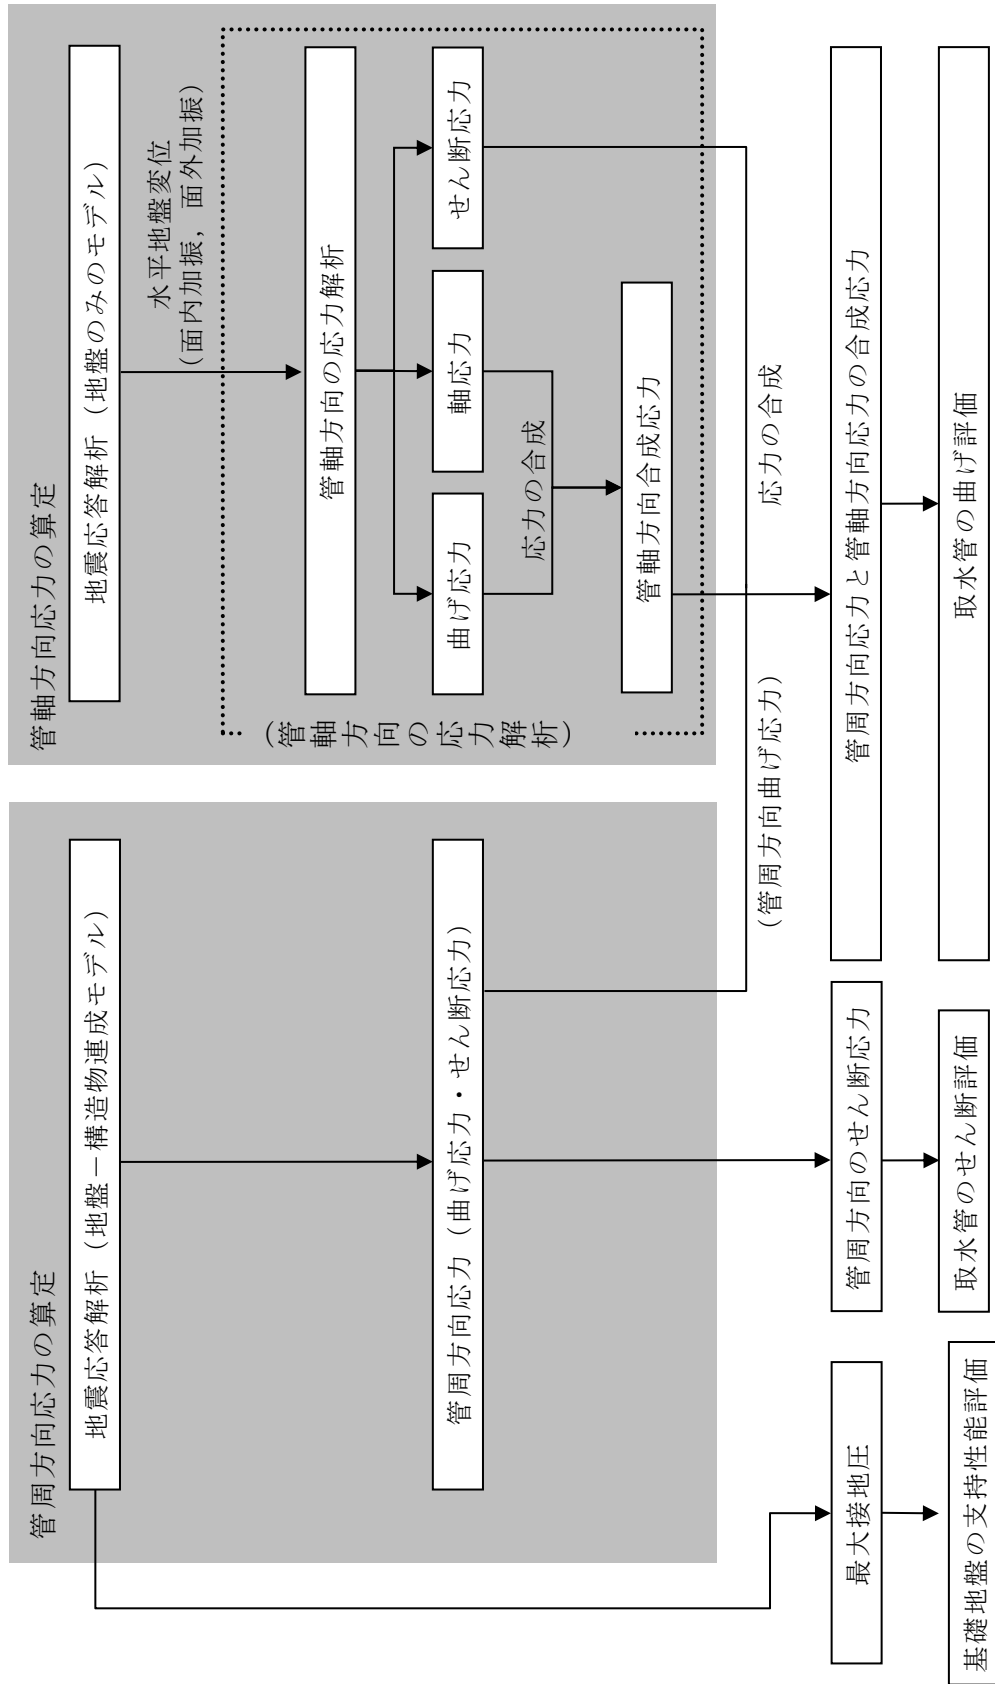 管周方向応力の算定
地震応答解析（地盤－構造物連成モデル）
管周方向応力（曲げ応力・せん断応力）
管軸方向応力の算定
地震応答解析（地盤のみのモデル）
水平地盤変位
（面内加振，面外加振）
（管軸方向の応力解析）
管軸方向の応力解析
曲げ応力
軸応力
せん断応力
応力の合成
管軸方向合成応力
（管周方向曲げ応力）
応力の合成
最大接地圧
管周方向のせん断応力
管周方向応力と管軸方向応力の合成応力
基礎地盤の支持性能評価
取水管のせん断評価
取水管の曲げ評価